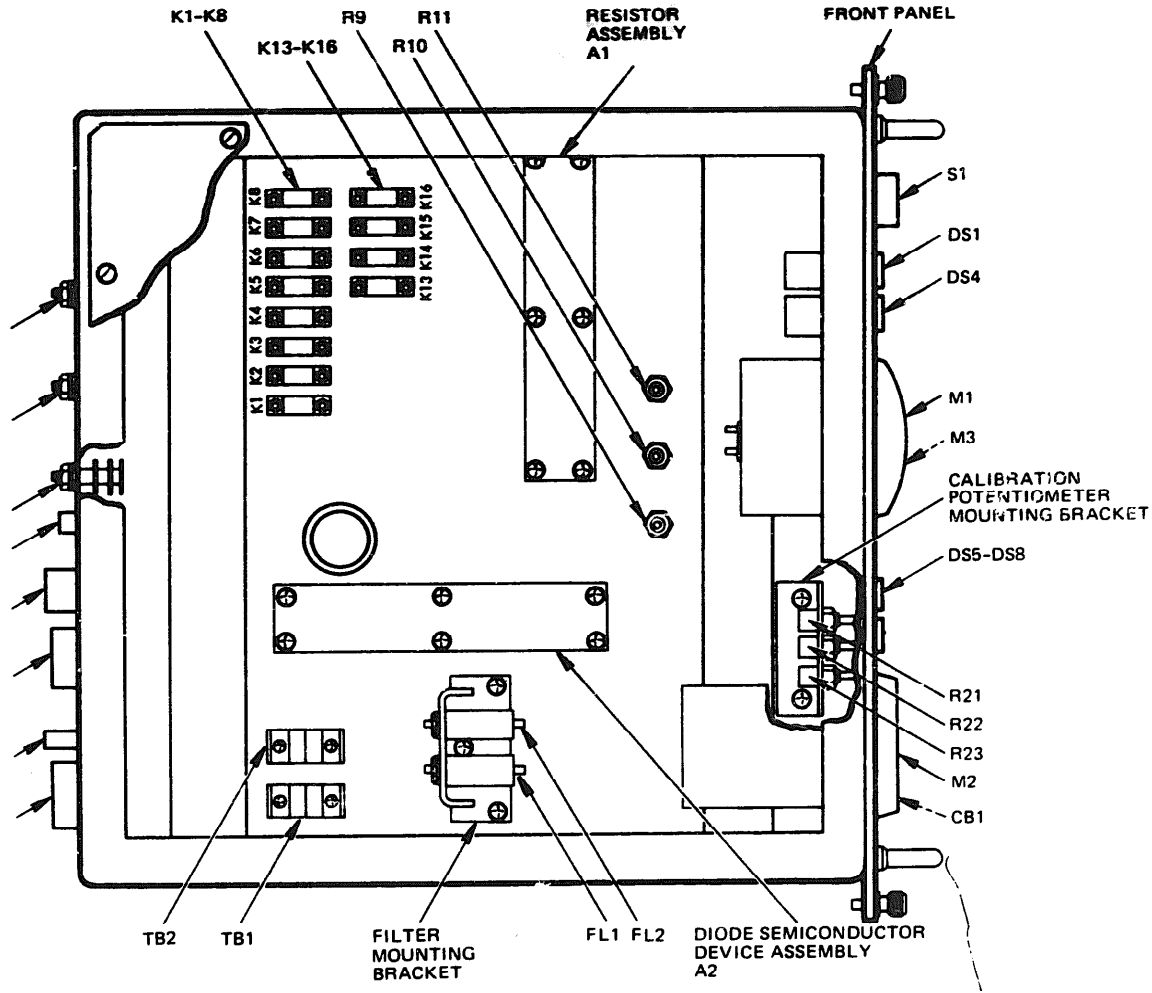 K1-K8
R9
R11
RESISTOR
ASSEMBLY
A1
FRONT PANEL
K13-K16
R10
S1
DS1
DS4
K8
K7
K6
K5
K4
K3
K2
K1
K16
K15
K14
K13
M1
M3
CALIBRATION
POTENTIOMETER
MOUNTING BRACKET
DS5-DS8
R21
R22
R23
M2
CB1
TB2
TB1
FILTER
MOUNTING
BRACKET
FL1
FL2
DIODE SEMICONDUCTOR
DEVICE ASSEMBLY
A2